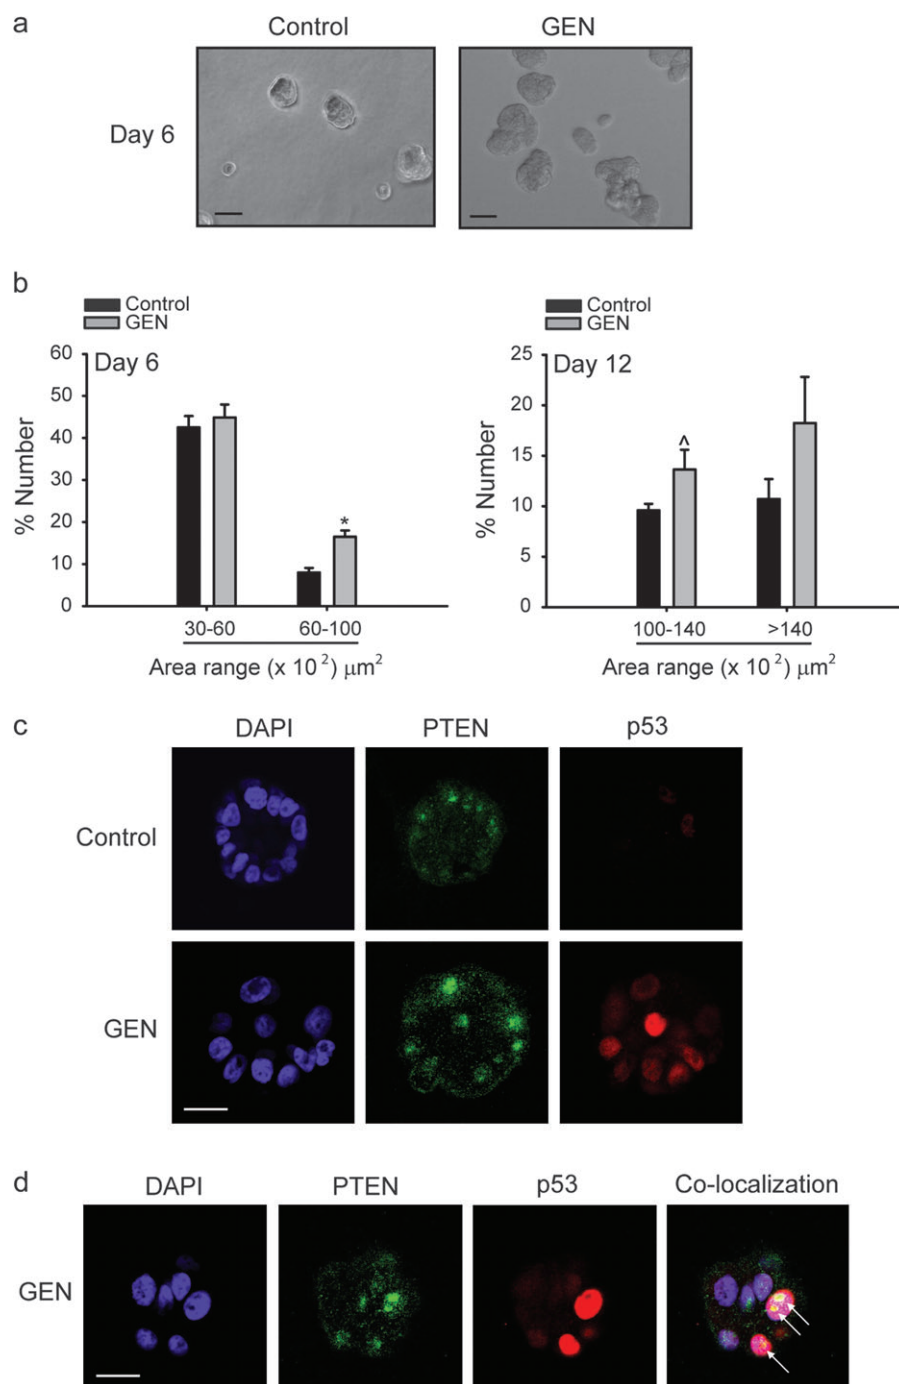 a
Control GEN
Day 6
b
Control
GEN
Day 6
60
50
40
30
20
10
0
% Number
*
30-60 60-100
Area range (x 10²) μm²
Control
GEN
Day 12
25
20
15
10
5
0
% Number
^
100-140 >140
Area range (x 10²) μm²
c
DAPI PTEN p53
Control
GEN
d
DAPI PTEN p53 Co-localization
GEN